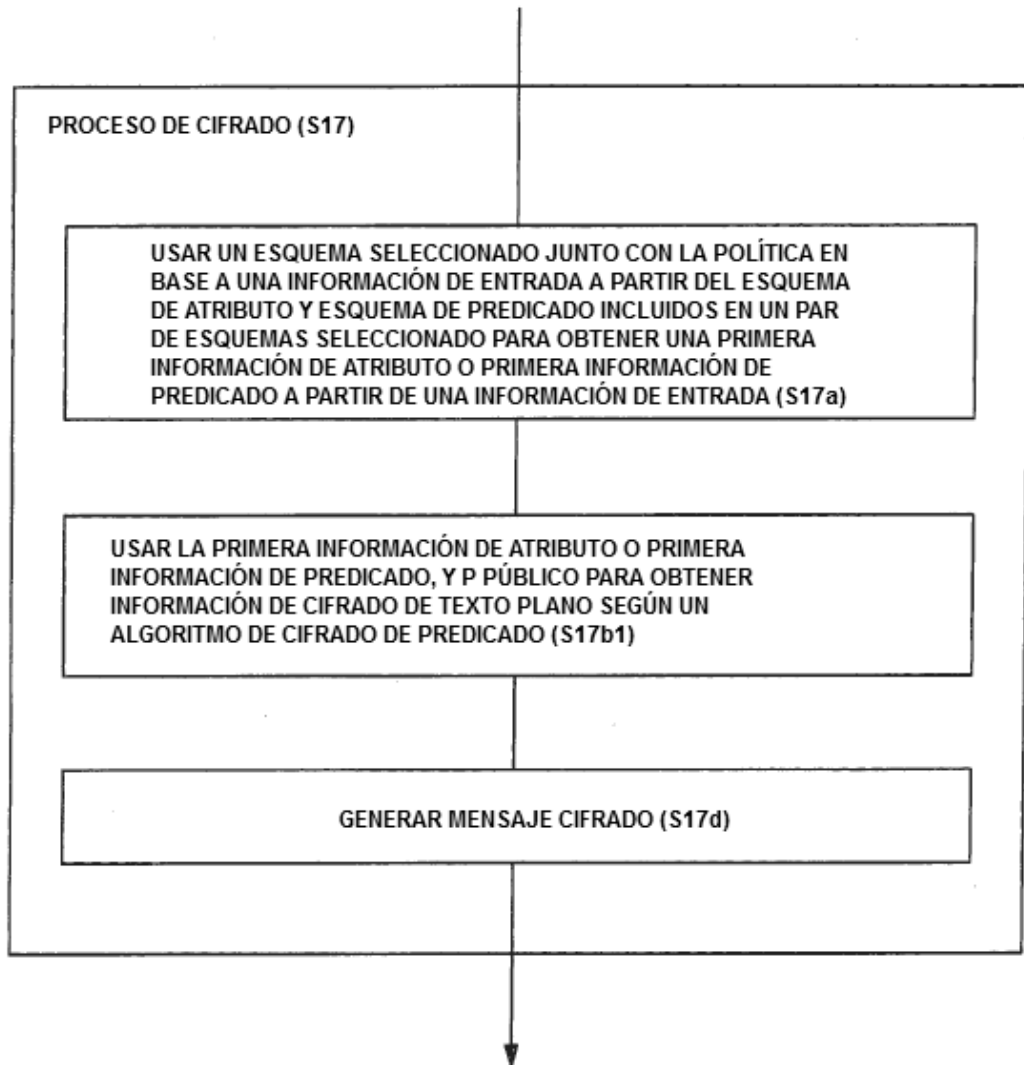 PROCESO DE CIFRADO (S17)
USAR UN ESQUEMA SELECCIONADO JUNTO CON LA POLÍTICA EN
BASE A UNA INFORMACIÓN DE ENTRADA A PARTIR DEL ESQUEMA
DE ATRIBUTO Y ESQUEMA DE PREDICADO INCLUIDOS EN UN PAR
DE ESQUEMAS SELECCIONADO PARA OBTENER UNA PRIMERA
INFORMACIÓN DE ATRIBUTO O PRIMERA INFORMACIÓN DE
PREDICADO A PARTIR DE UNA INFORMACIÓN DE ENTRADA (S17a)
USAR LA PRIMERA INFORMACIÓN DE ATRIBUTO O PRIMERA
INFORMACIÓN DE PREDICADO, Y P PÚBLICO PARA OBTENER
INFORMACIÓN DE CIFRADO DE TEXTO PLANO SEGÚN UN
ALGORITMO DE CIFRADO DE PREDICADO (S17b1)
GENERAR MENSAJE CIFRADO (S17d)